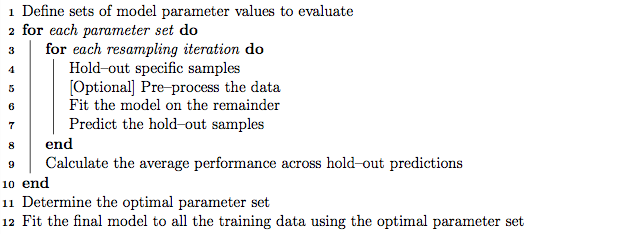 1 Define sets of model parameter values to evaluate
2 for each parameter set do
3 for each resampling iteration do
4 Hold–out specific samples
5 [Optional] Pre–process the data
6 Fit the model on the remainder
7 Predict the hold–out samples
8 end
9 Calculate the average performance across hold–out predictions
10 end
11 Determine the optimal parameter set
12 Fit the final model to all the training data using the optimal parameter set